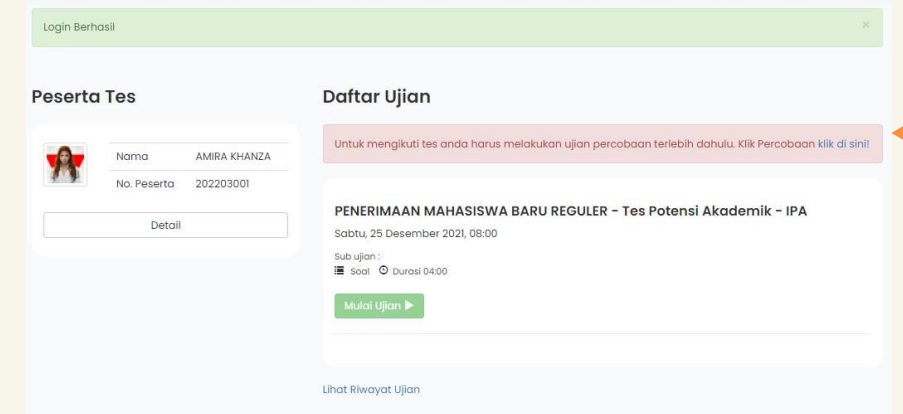 Login Berhasil ×
Peserta Tes
Nama AMIRA KHANZA
No. Peserta 202203001
Detail
Daftar Ujian
Untuk mengikuti tes anda harus melakukan ujian percobaan terlebih dahulu. Klik Percobaan klik di sini!
PENERIMAAN MAHASISWA BARU REGULER - Tes Potensi Akademik - IPA
Sabtu, 25 Desember 2021, 08:00
Sub ujian :
Soal Durasi 04:00
Mulai Ujian
Lihat Riwayat Ujian